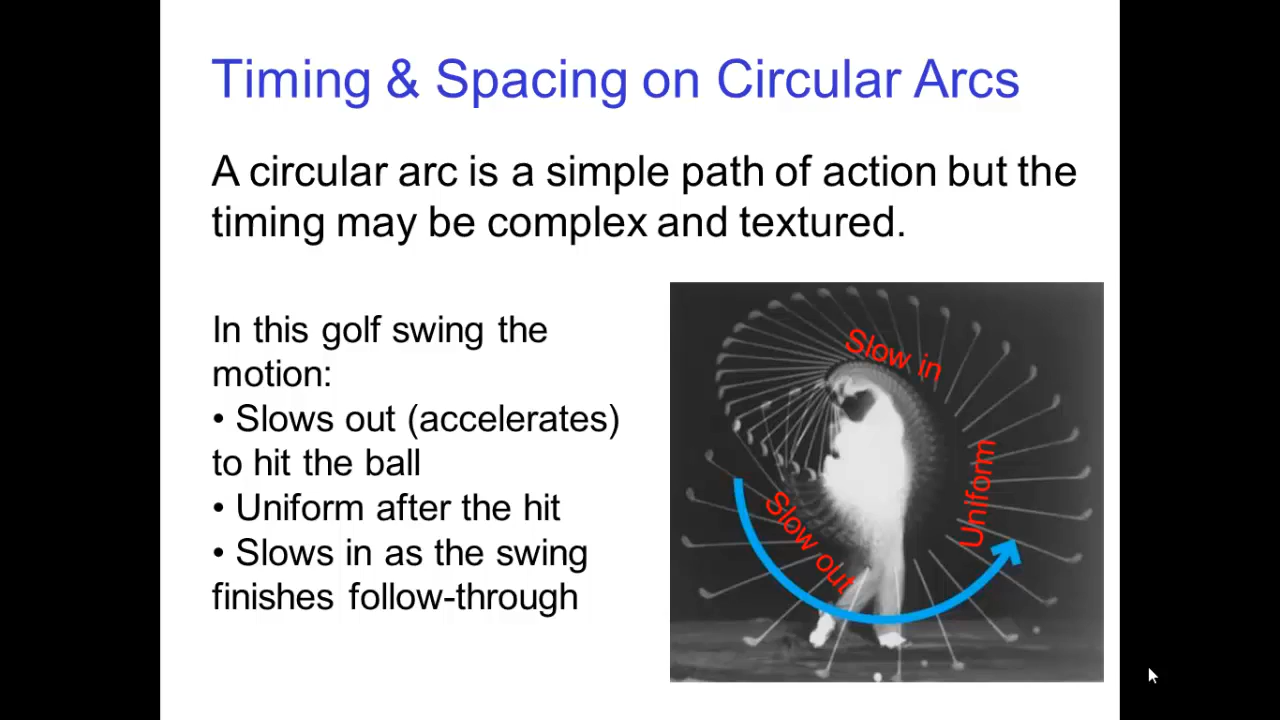 Timing & Spacing on Circular Arcs
A circular arc is a simple path of action but the
timing may be complex and textured.
In this golf swing the
motion:
• Slows out (accelerates)
to hit the ball
• Uniform after the hit
• Slows in as the swing
finishes follow-through
Slow in
Uniform
Slow out